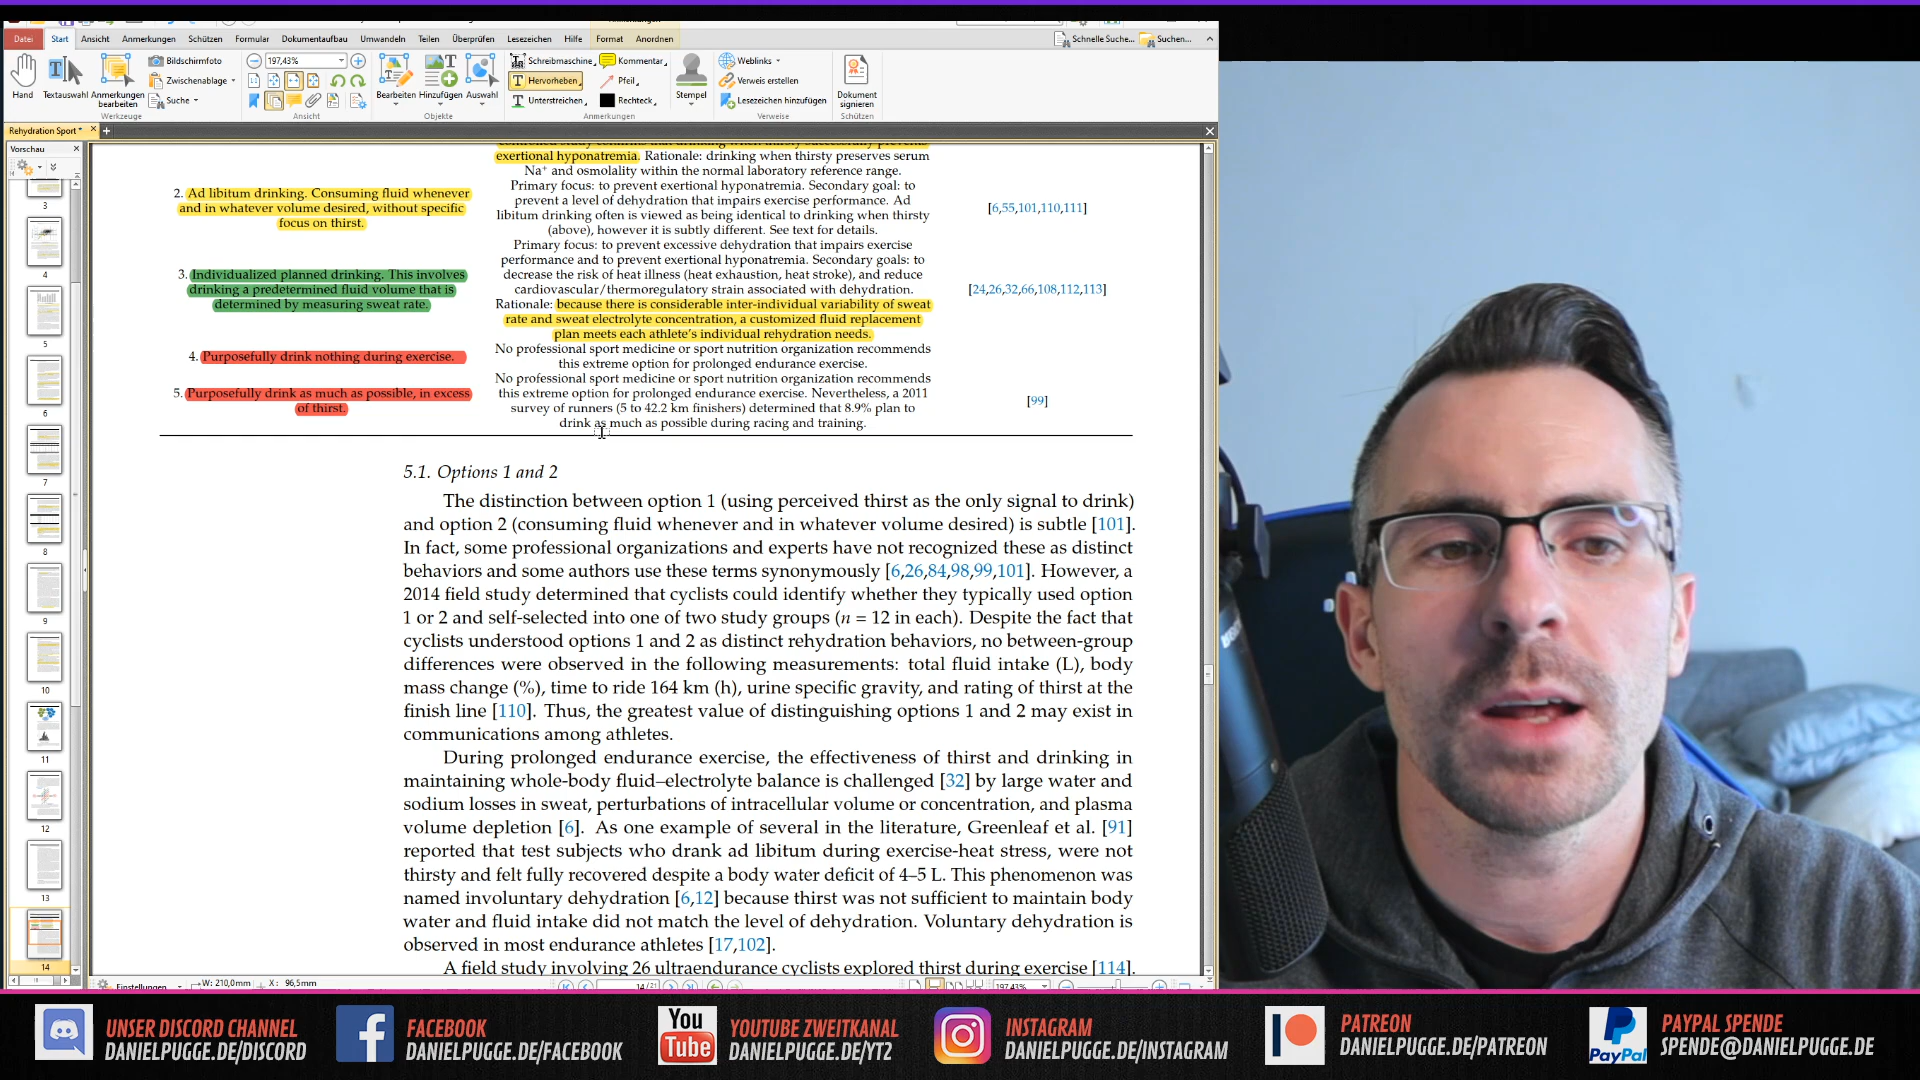 Datei Start Ansicht Anmerkungen Schützen Formular Dokumentaufbau Umwandeln Teilen Überprüfen Lesezeichen Hilfe Format Anordnen Schnelle Suche... Suchen...
197,43%
Hand Textauswahl Anmerkungen bearbeiten
Bildschirmfoto
Zwischenablage
Suche
Bearbeiten Hinzufügen Auswahl
Schreibmaschine
Hervorheben
Unterstreichen
Kommentar
Pfeil
Rechteck
Stempel
Weblinks
Verweis erstellen
Lesezeichen hinzufügen
Dokument signieren
Werkzeuge Ansicht Objekte Anmerkungen Verweise Schützen
Rehydration Sport *
Vorschau
3
4
5
6
7
8
9
10
11
12
13
14
controlled study confirms that drinking when thirsty successfully prevents
exertional hyponatremia. Rationale: drinking when thirsty preserves serum
Na+ and osmolality within the normal laboratory reference range.
2. Ad libitum drinking. Consuming fluid whenever
and in whatever volume desired, without specific
focus on thirst.
Primary focus: to prevent exertional hyponatremia. Secondary goal: to
prevent a level of dehydration that impairs exercise performance. Ad
libitum drinking often is viewed as being identical to drinking when thirsty
(above), however it is subtly different. See text for details.
[6,55,101,110,111]
3. Individualized planned drinking. This involves
drinking a predetermined fluid volume that is
determined by measuring sweat rate.
Primary focus: to prevent excessive dehydration that impairs exercise
performance and to prevent exertional hyponatremia. Secondary goals: to
decrease the risk of heat illness (heat exhaustion, heat stroke), and reduce
cardiovascular/thermoregulatory strain associated with dehydration.
Rationale: because there is considerable inter-individual variability of sweat
rate and sweat electrolyte concentration, a customized fluid replacement
plan meets each athlete's individual rehydration needs.
[24,26,32,66,108,112,113]
4. Purposefully drink nothing during exercise.
No professional sport medicine or sport nutrition organization recommends
this extreme option for prolonged endurance exercise.
5. Purposefully drink as much as possible, in excess
of thirst.
No professional sport medicine or sport nutrition organization recommends
this extreme option for prolonged endurance exercise. Nevertheless, a 2011
survey of runners (5 to 42.2 km finishers) determined that 8.9% plan to
drink as much as possible during racing and training.
[99]
5.1. Options 1 and 2
The distinction between option 1 (using perceived thirst as the only signal to drink)
and option 2 (consuming fluid whenever and in whatever volume desired) is subtle [101].
In fact, some professional organizations and experts have not recognized these as distinct
behaviors and some authors use these terms synonymously [6,26,84,98,99,101]. However, a
2014 field study determined that cyclists could identify whether they typically used option
1 or 2 and self-selected into one of two study groups (n = 12 in each). Despite the fact that
cyclists understood options 1 and 2 as distinct rehydration behaviors, no between-group
differences were observed in the following measurements: total fluid intake (L), body
mass change (%), time to ride 164 km (h), urine specific gravity, and rating of thirst at the
finish line [110]. Thus, the greatest value of distinguishing options 1 and 2 may exist in
communications among athletes.
During prolonged endurance exercise, the effectiveness of thirst and drinking in
maintaining whole-body fluid–electrolyte balance is challenged [32] by large water and
sodium losses in sweat, perturbations of intracellular volume or concentration, and plasma
volume depletion [6]. As one example of several in the literature, Greenleaf et al. [91]
reported that test subjects who drank ad libitum during exercise-heat stress, were not
thirsty and felt fully recovered despite a body water deficit of 4–5 L. This phenomenon was
named involuntary dehydration [6,12] because thirst was not sufficient to maintain body
water and fluid intake did not match the level of dehydration. Voluntary dehydration is
observed in most endurance athletes [17,102].
A field study involving 26 ultraendurance cyclists explored thirst during exercise [114].
Einstellungen W: 210,0mm X: 96,5mm 14 / 21 197,43%
UNSER DISCORD CHANNEL
DANIELPUGGE.DE/DISCORD
FACEBOOK
DANIELPUGGE.DE/FACEBOOK
You
Tube
YOUTUBE ZWEITKANAL
DANIELPUGGE.DE/YT2
INSTAGRAM
DANIELPUGGE.DE/INSTAGRAM
PATREON
DANIELPUGGE.DE/PATREON
PayPal
PAYPAL SPENDE
SPENDE@DANIELPUGGE.DE